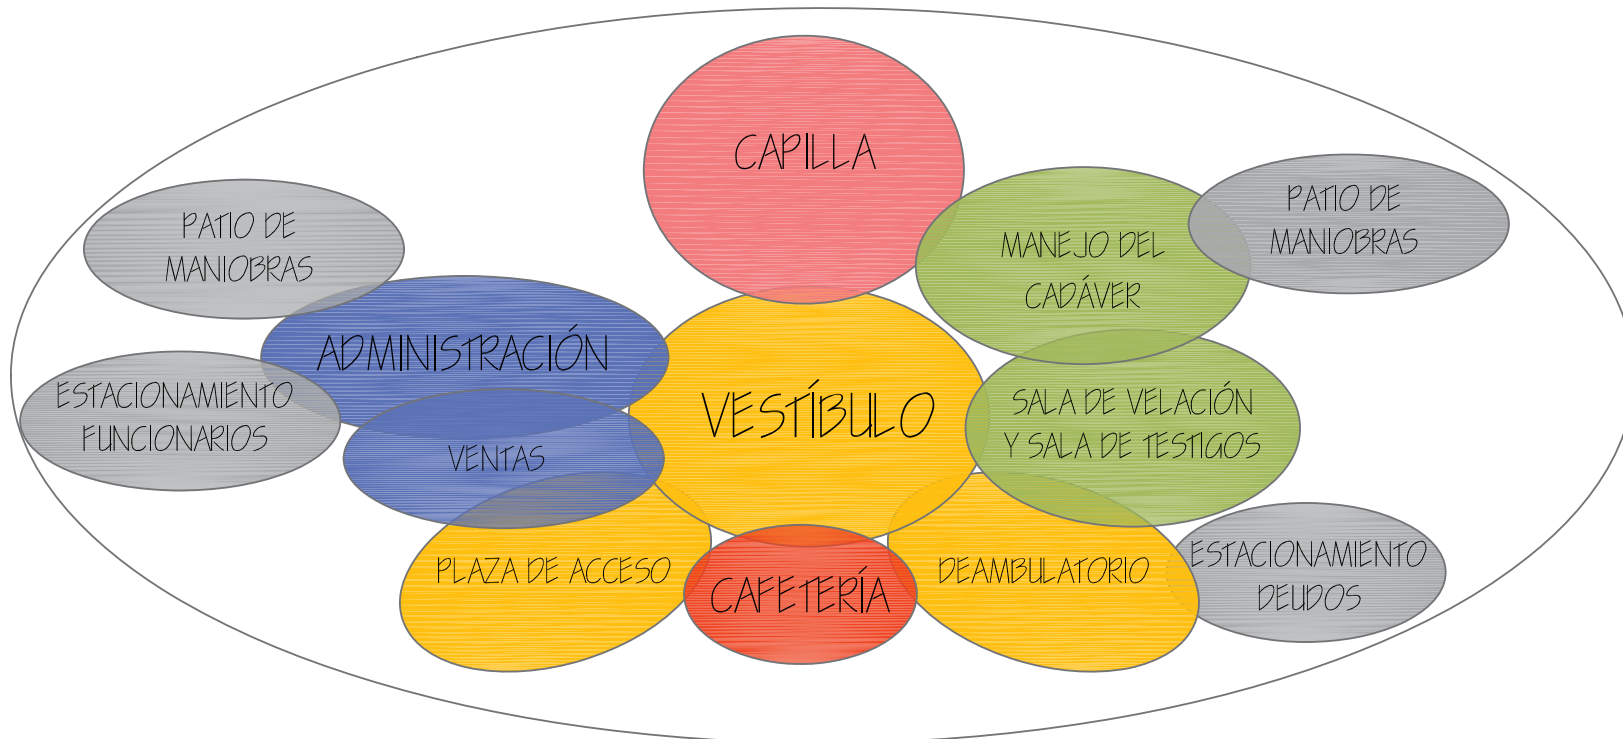 CAPILLA
PATIO DE
MANIOBRAS
MANEJO DEL
CADÁVER
PATIO DE
MANIOBRAS
ADMINISTRACIÓN
ESTACIONAMIENTO
FUNCIONARIOS
VENTAS
VESTÍBULO
SALA DE VELACIÓN
Y SALA DE TESTIGOS
PLAZA DE ACCESO
CAFETERÍA
DEAMBULATORIO
ESTACIONAMIENTO
DEUDOS